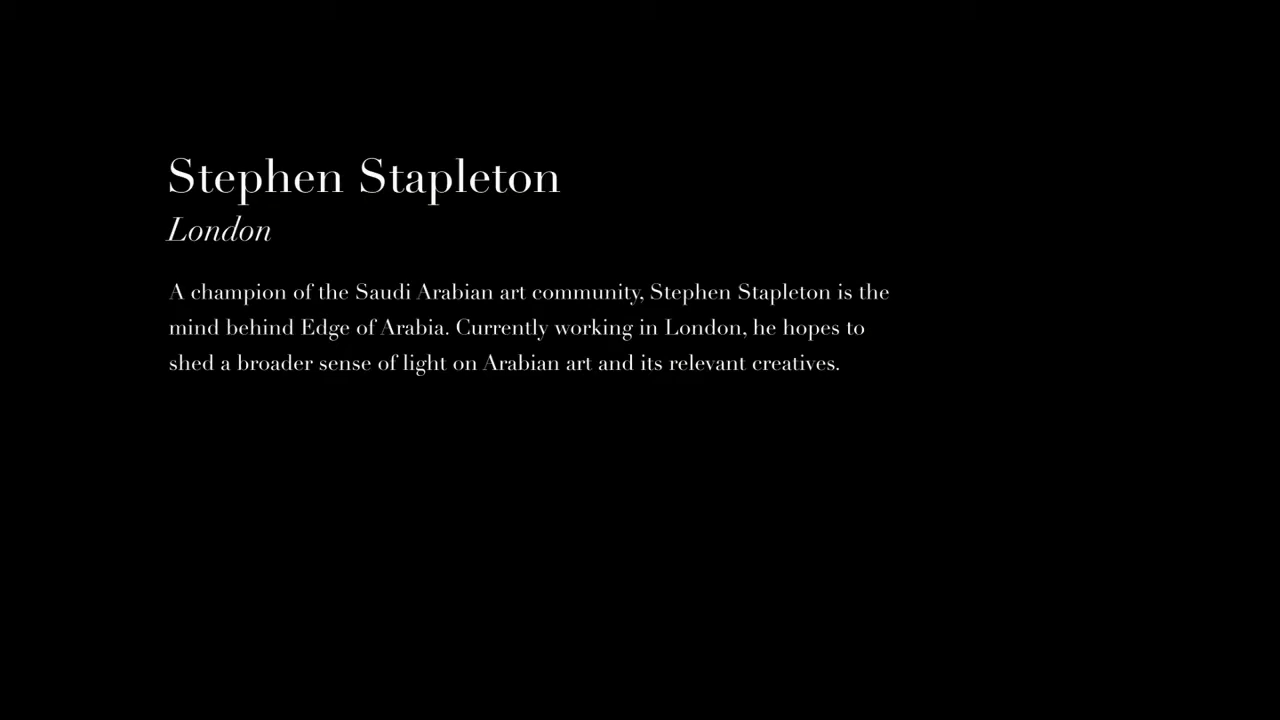 Stephen Stapleton
London
A champion of the Saudi Arabian art community, Stephen Stapleton is the
mind behind Edge of Arabia. Currently working in London, he hopes to
shed a broader sense of light on Arabian art and its relevant creatives.